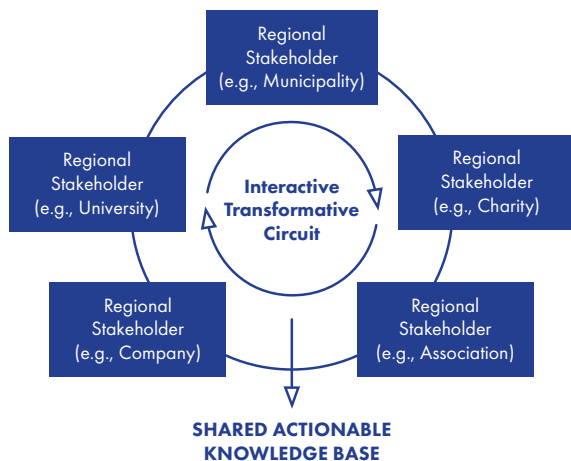 Regional
Stakeholder
(e.g., Municipality)
Regional
Stakeholder
(e.g., University)
Regional
Stakeholder
(e.g., Charity)
Interactive
Transformative
Circuit
Regional
Stakeholder
(e.g., Company)
Regional
Stakeholder
(e.g., Association)
SHARED ACTIONABLE
KNOWLEDGE BASE